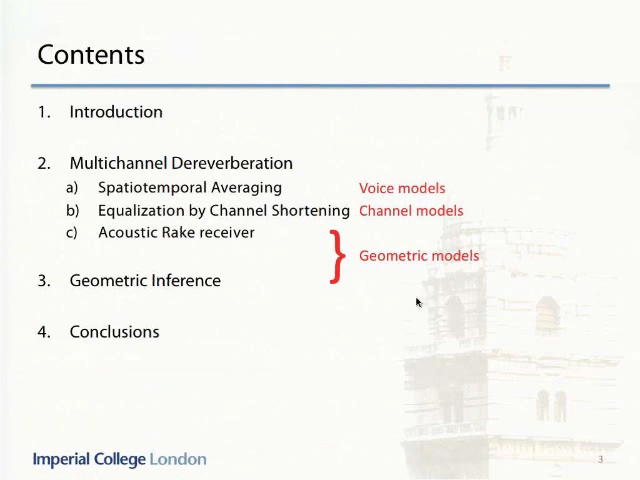 Contents
1. Introduction
2. Multichannel Dereverberation
a) Spatiotemporal Averaging Voice models
b) Equalization by Channel Shortening Channel models
c) Acoustic Rake receiver
} Geometric models
3. Geometric Inference
4. Conclusions
Imperial College London 3